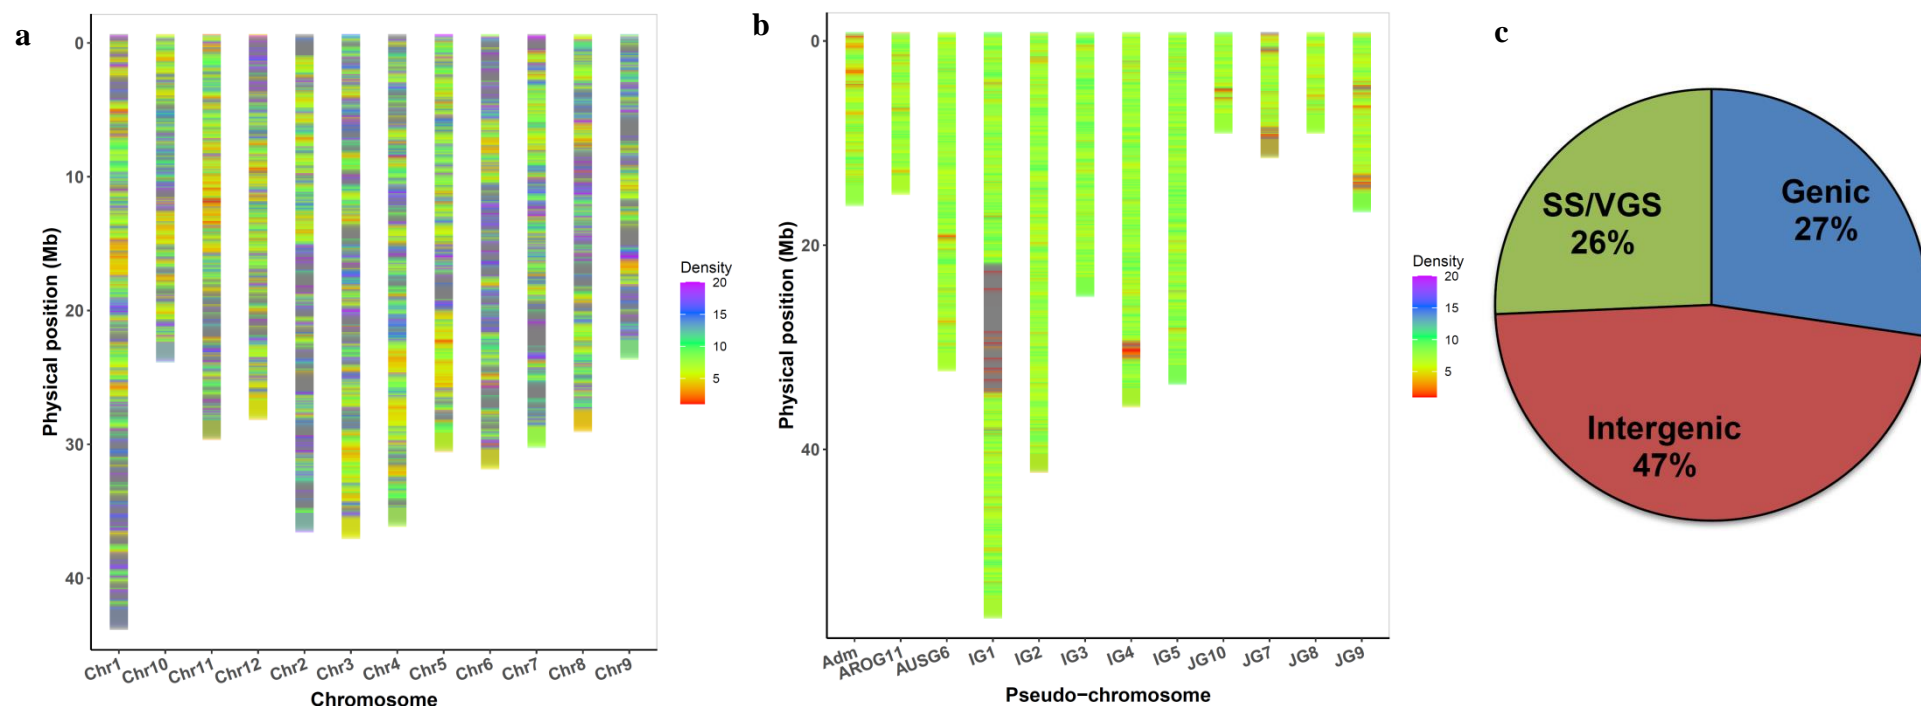 a
0
10
20
30
40
Physical position (Mb)
Chr1 Chr10 Chr11 Chr12 Chr2 Chr3 Chr4 Chr5 Chr6 Chr7 Chr8 Chr9
Chromosome
Density
20
15
10
5
b
0
20
40
Physical position (Mb)
Adm AROG11 AUSG6 IG1 IG2 IG3 IG4 IG5 JG10 JG7 JG8 JG9
Pseudo−chromosome
Density
20
15
10
5
c
SS/VGS
26%
Genic
27%
Intergenic
47%